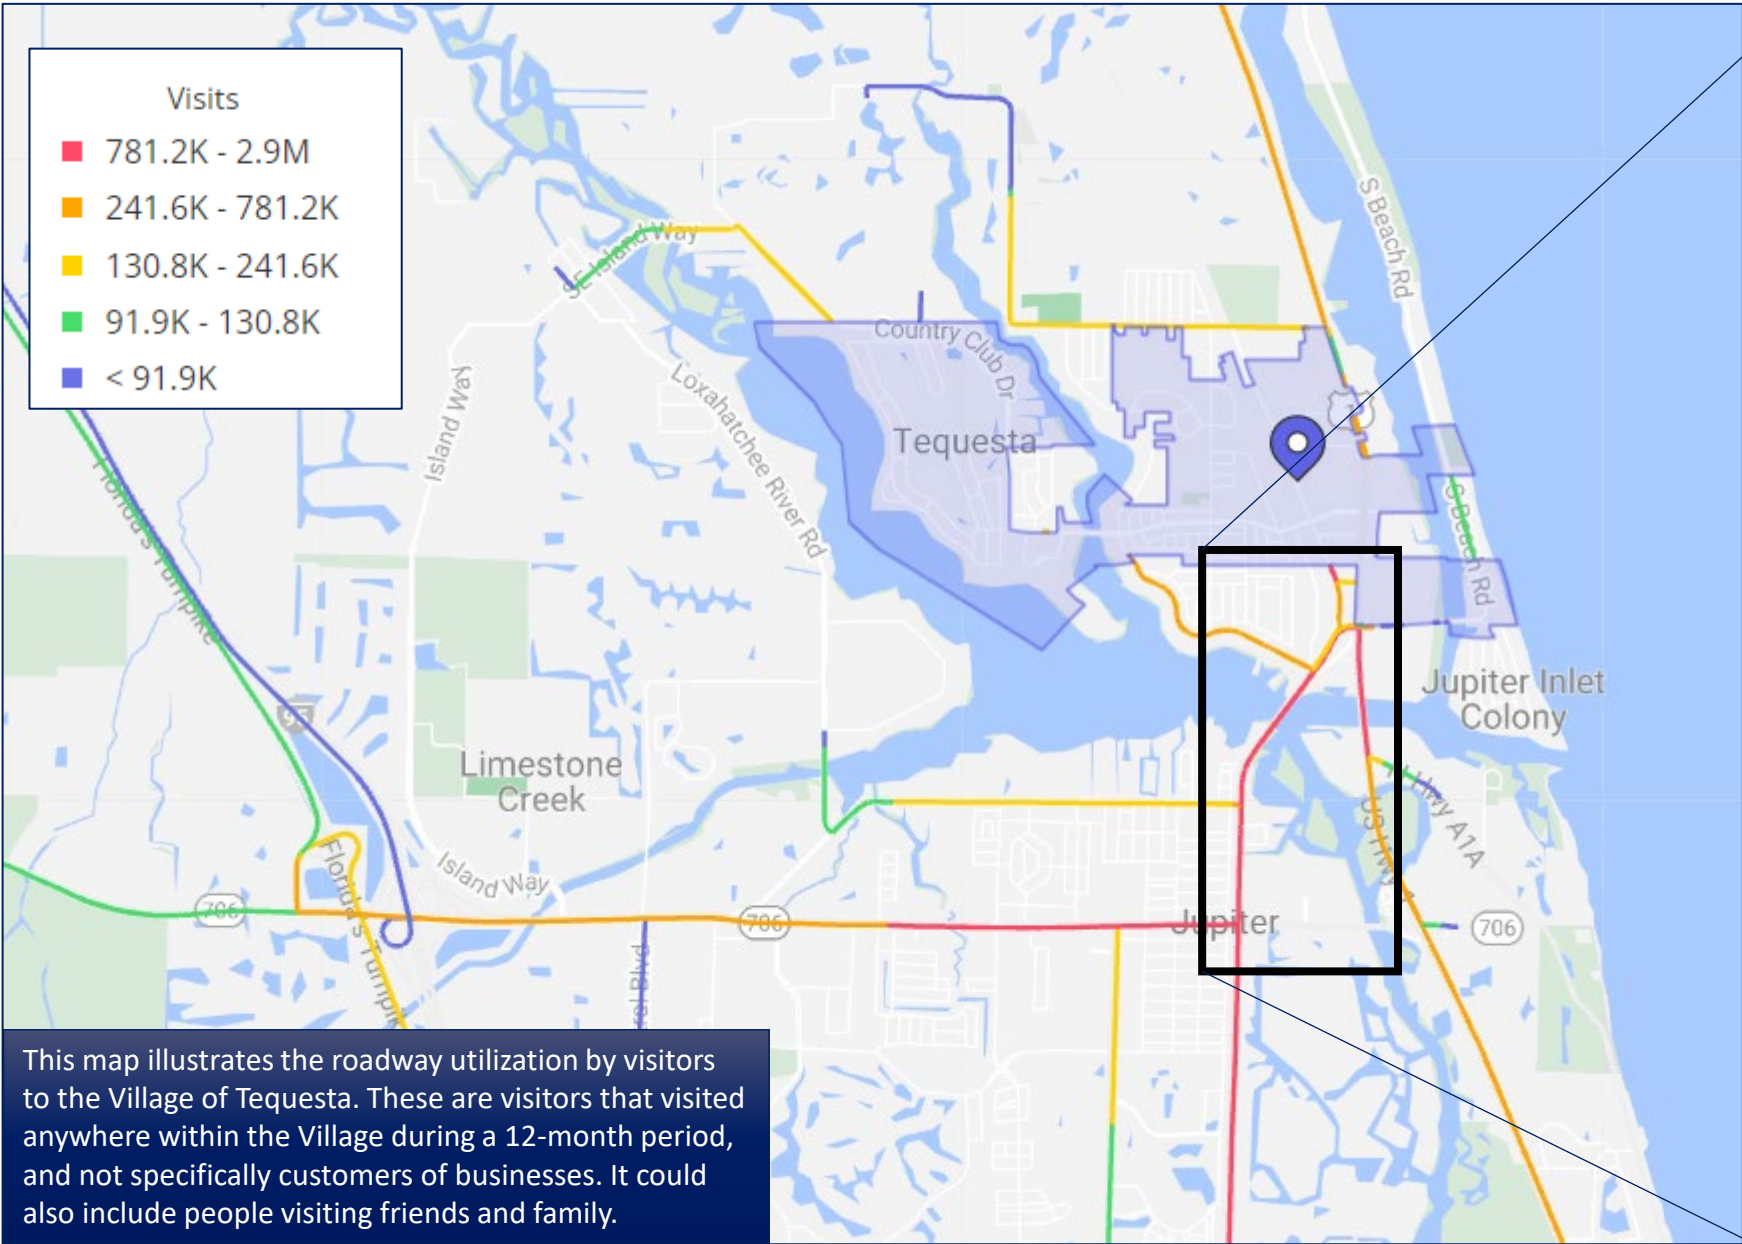 Visits
781.2K - 2.9M
241.6K - 781.2K
130.8K - 241.6K
91.9K - 130.8K
< 91.9K
S Beach Rd
SE Island Way
Country Club Dr
Island Way
Loxahatchee River Rd
Tequesta
Florida's Turnpike
S Beach Rd
95
Jupiter Inlet
Colony
Limestone
Creek
Hwy A1A
US Hwy 1
Island Way
Florida's Turnpike
706
706
Jupiter
706
Blvd
This map illustrates the roadway utilization by visitors
to the Village of Tequesta. These are visitors that visited
anywhere within the Village during a 12-month period,
and not specifically customers of businesses. It could
also include people visiting friends and family.